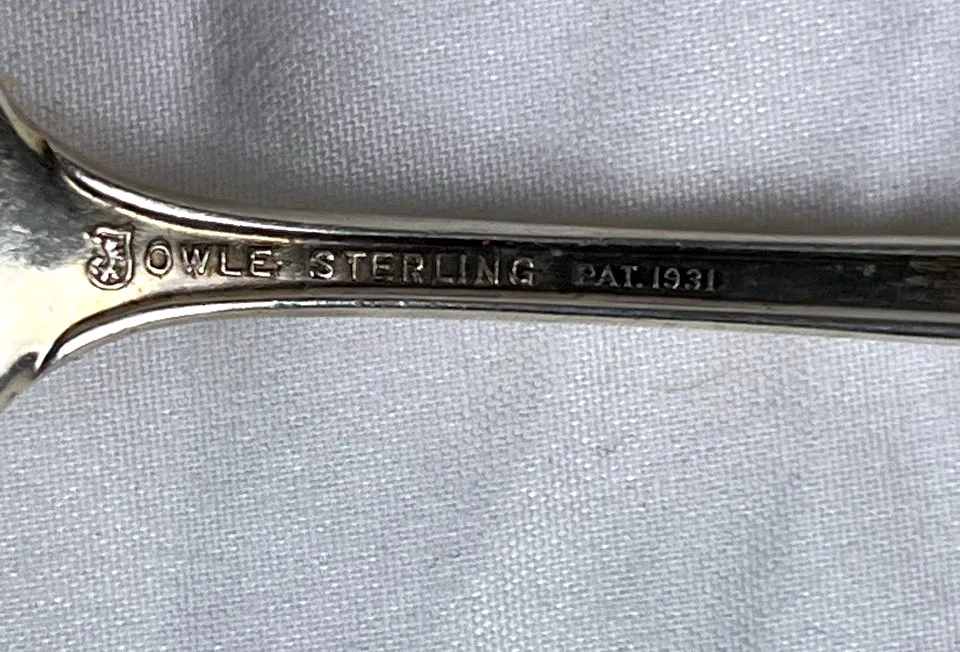 TOWLE STERLING PAT. 1931